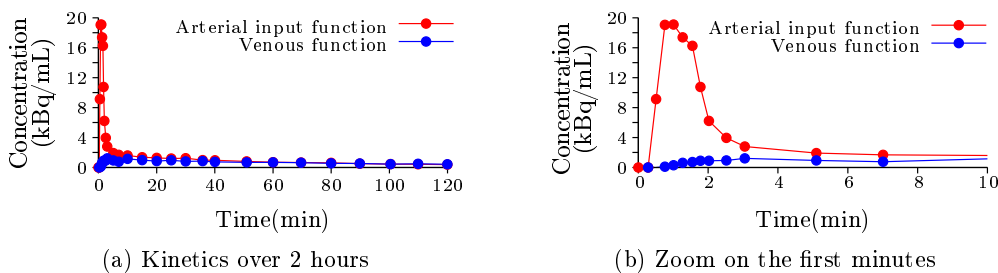 Concentration
(kBq/mL)
20
16
12
8
4
0
Arterial input function
Venous function
0 20 40 60 80 100 120
Time(min)
(a) Kinetics over 2 hours
Concentration
(kBq/mL)
20
16
12
8
4
0
Arterial input function
Venous function
0 2 4 6 8 10
Time(min)
(b) Zoom on the first minutes